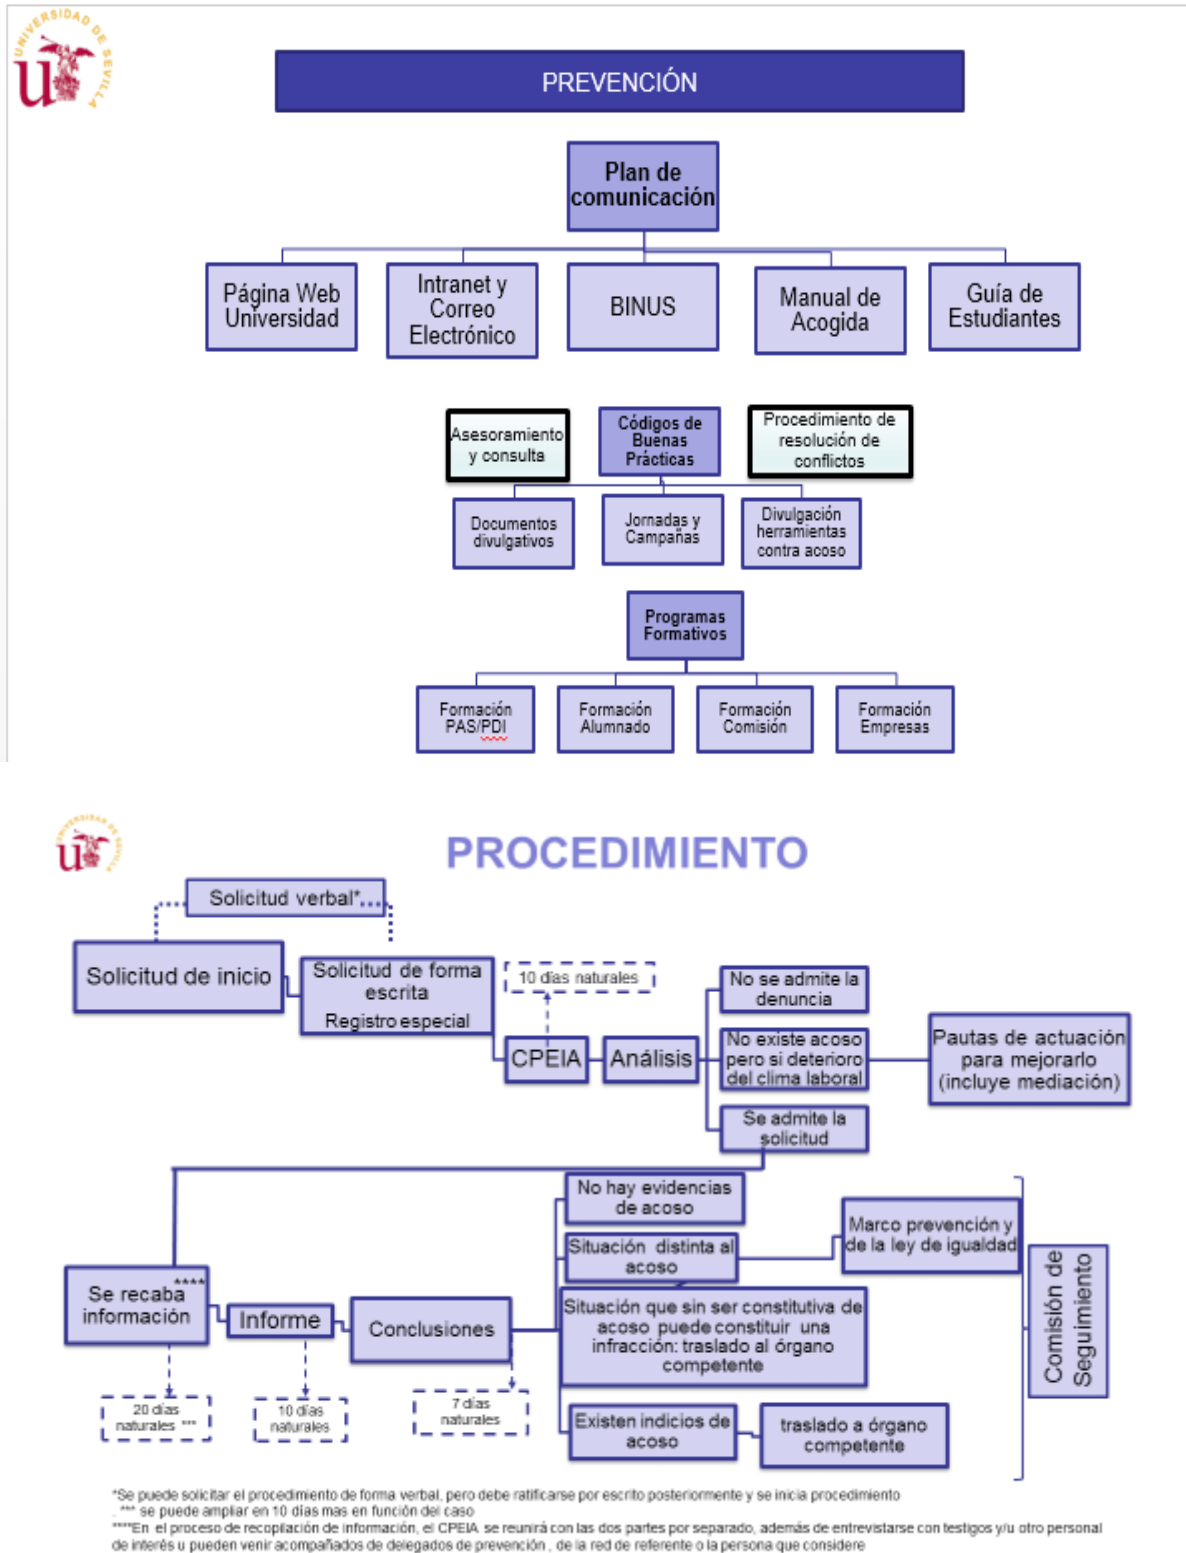 UNIVERSIDAD DE SEVILLA
PREVENCIÓN
Plan de
comunicación
Página Web
Universidad
Intranet y
Correo
Electrónico
BINUS
Manual de
Acogida
Guía de
Estudiantes
Asesoramiento
y consulta
Códigos de
Buenas
Prácticas
Procedimiento de
resolución de
conflictos
Documentos
divulgativos
Jornadas y
Campañas
Divulgación
herramientas
contra acoso
Programas
Formativos
Formación
PAS/PDI
Formación
Alumnado
Formación
Comisión
Formación
Empresas
UNIVERSIDAD DE SEVILLA
PROCEDIMIENTO
Solicitud verbal*
Solicitud de inicio
Solicitud de forma
escrita
Registro especial
10 días naturales
CPEIA
Análisis
No se admite la
denuncia
No existe acoso
pero si deterioro
del clima laboral
Se admite la
solicitud
Pautas de actuación
para mejorarlo
(incluye mediación)
No hay evidencias
de acoso
Situación distinta al
acoso
Marco prevención y
de la ley de igualdad
Se recaba ****
información
Informe
Conclusiones
Situación que sin ser constitutiva de
acoso puede constituir una
infracción: traslado al órgano
competente
Comisión de
Seguimiento
20 días
naturales ***
10 días
naturales
7 días
naturales
Existen indicios de
acoso
traslado a órgano
competente
*Se puede solicitar el procedimiento de forma verbal, pero debe ratificarse por escrito posteriormente y se inicia procedimiento
. *** se puede ampliar en 10 días mas en función del caso
****En el proceso de recopilación de información, el CPEIA se reunirá con las dos partes por separado, además de entrevistarse con testigos y/u otro personal
de interés u pueden venir acompañados de delegados de prevención , de la red de referente o la persona que considere